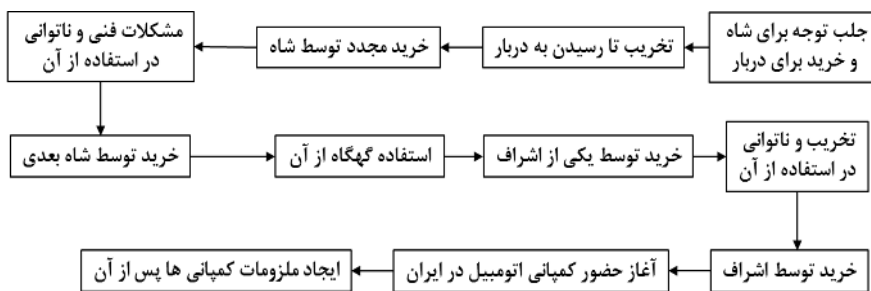 جلب توجه برای شاه
و خرید برای دربار
تخریب تا رسیدن به دربار
خرید مجدد توسط شاه
مشکلات فنی و ناتوانی
در استفاده از آن
خرید توسط شاه بعدی
استفاده گهگاه از آن
خرید توسط یکی از اشراف
تخریب و ناتوانی
در استفاده از آن
خرید توسط اشراف
آغاز حضور کمپانی اتومبیل در ایران
ایجاد ملزومات کمپانی ها پس از آن